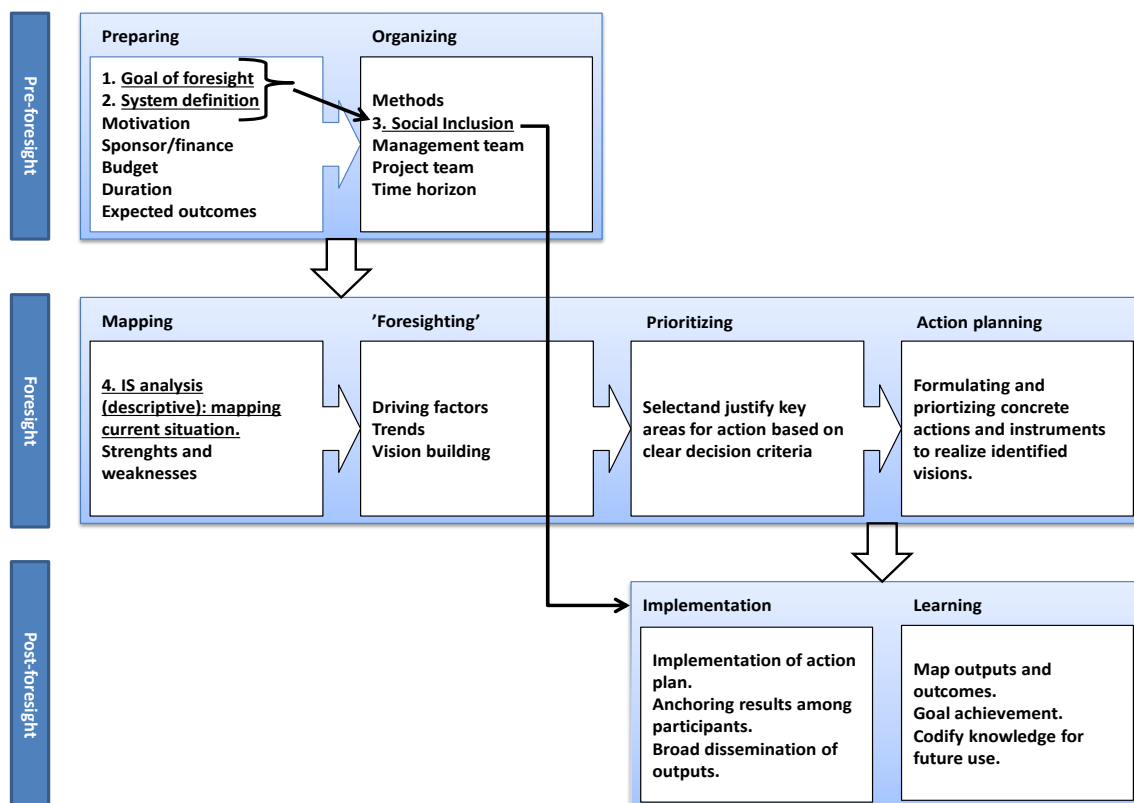 Pre-foresight
Preparing
1. Goal of foresight
2. System definition
Motivation
Sponsor/finance
Budget
Duration
Expected outcomes
Organizing
Methods
3. Social Inclusion
Management team
Project team
Time horizon
Foresight
Mapping
4. IS analysis
(descriptive): mapping
current situation.
Strenghts and
weaknesses
’Foresighting’
Driving factors
Trends
Vision building
Prioritizing
Selectand justify key
areas for action based on
clear decision criteria
Action planning
Formulating and
priortizing concrete
actions and instruments
to realize identified
visions.
Post-foresight
Implementation
Implementation of action
plan.
Anchoring results among
participants.
Broad dissemination of
outputs.
Learning
Map outputs and
outcomes.
Goal achievement.
Codify knowledge for
future use.